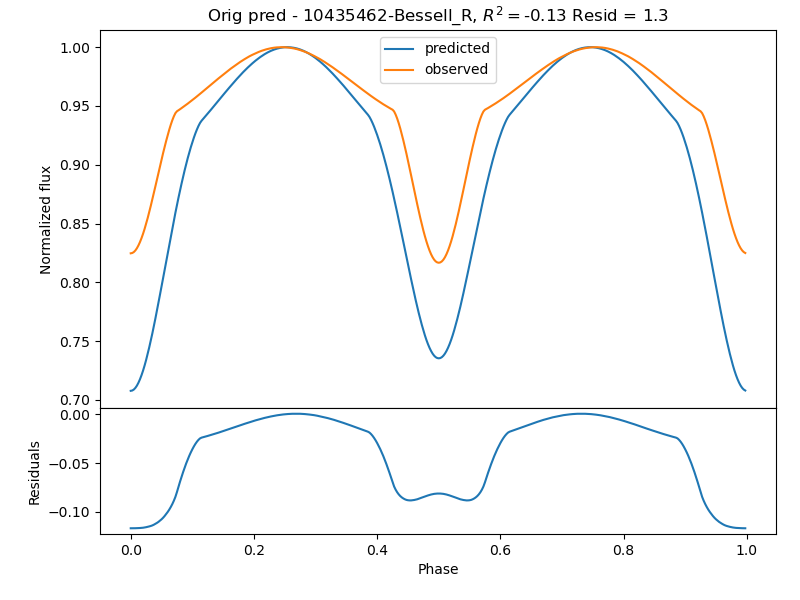 Orig pred - 10435462-Bessell_R, R² = -0.13 Resid = 1.3
predicted
observed
Normalized flux
1.00
0.95
0.90
0.85
0.80
0.75
0.70
Residuals
0.00
−0.05
−0.10
0.0
0.2
0.4
0.6
0.8
1.0
Phase